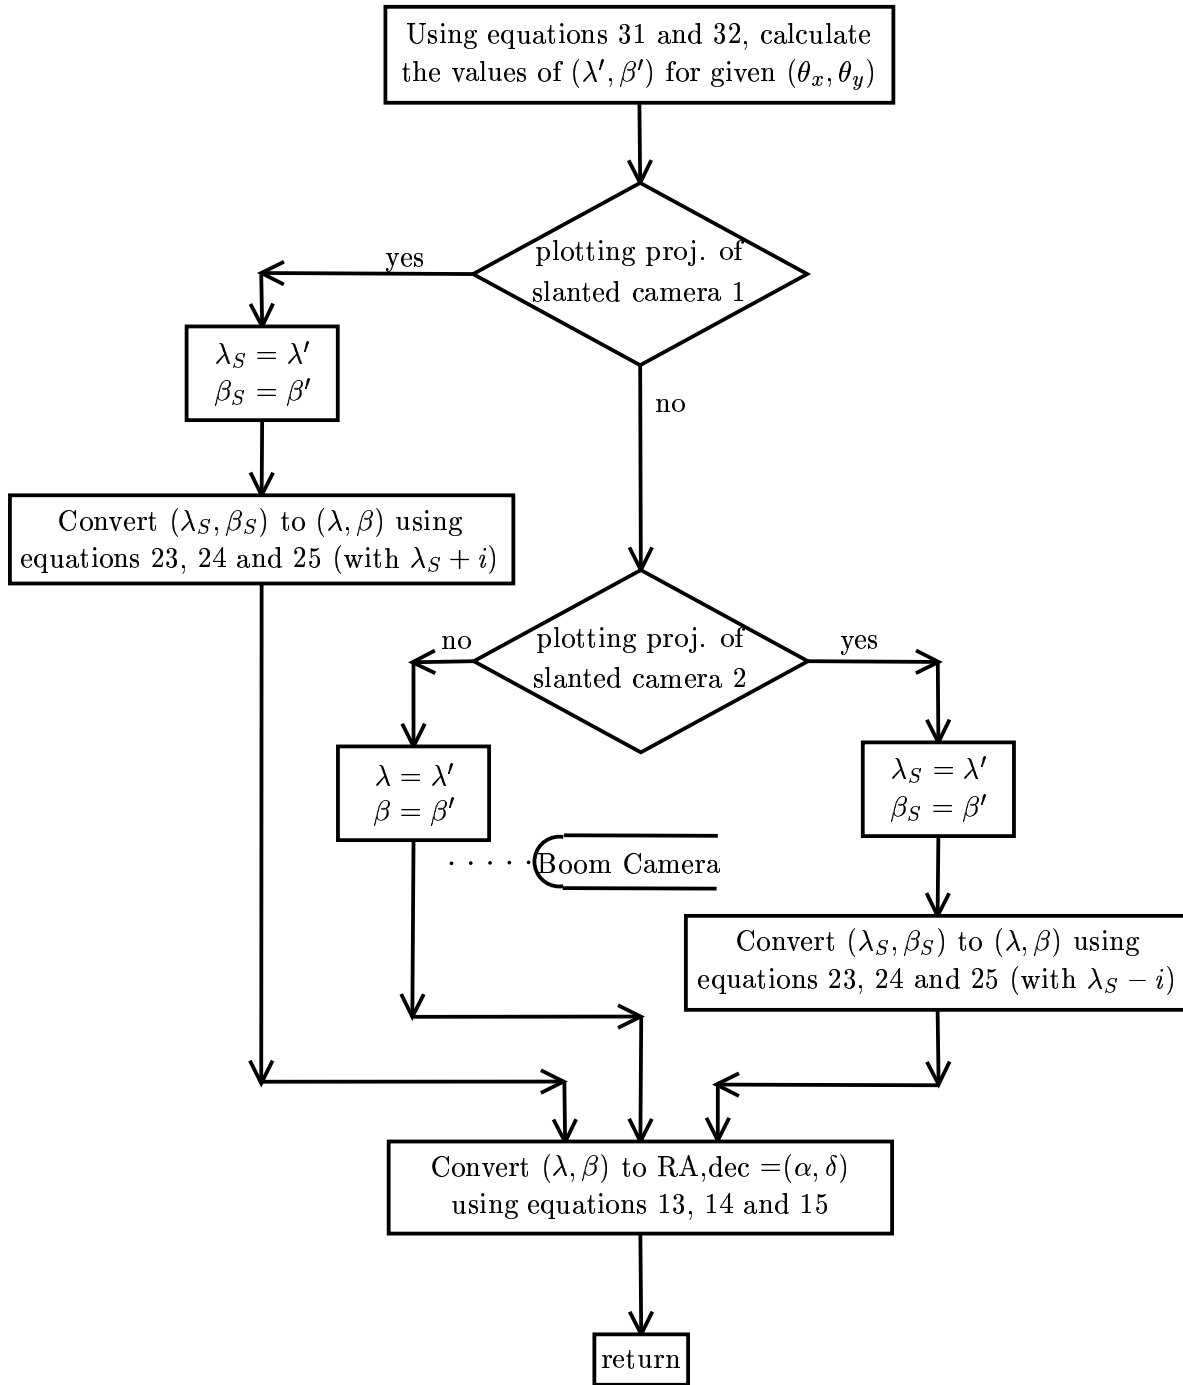 Using equations 31 and 32, calculate
the values of (λ′, β′) for given (θₓ, θᵧ)
plotting proj. of
slanted camera 1
yes
no
λ_S = λ′
β_S = β′
Convert (λ_S, β_S) to (λ, β) using
equations 23, 24 and 25 (with λ_S + i)
plotting proj. of
slanted camera 2
no
yes
λ = λ′
β = β′
λ_S = λ′
β_S = β′
Boom Camera
Convert (λ_S, β_S) to (λ, β) using
equations 23, 24 and 25 (with λ_S − i)
Convert (λ, β) to RA,dec =(α, δ)
using equations 13, 14 and 15
return